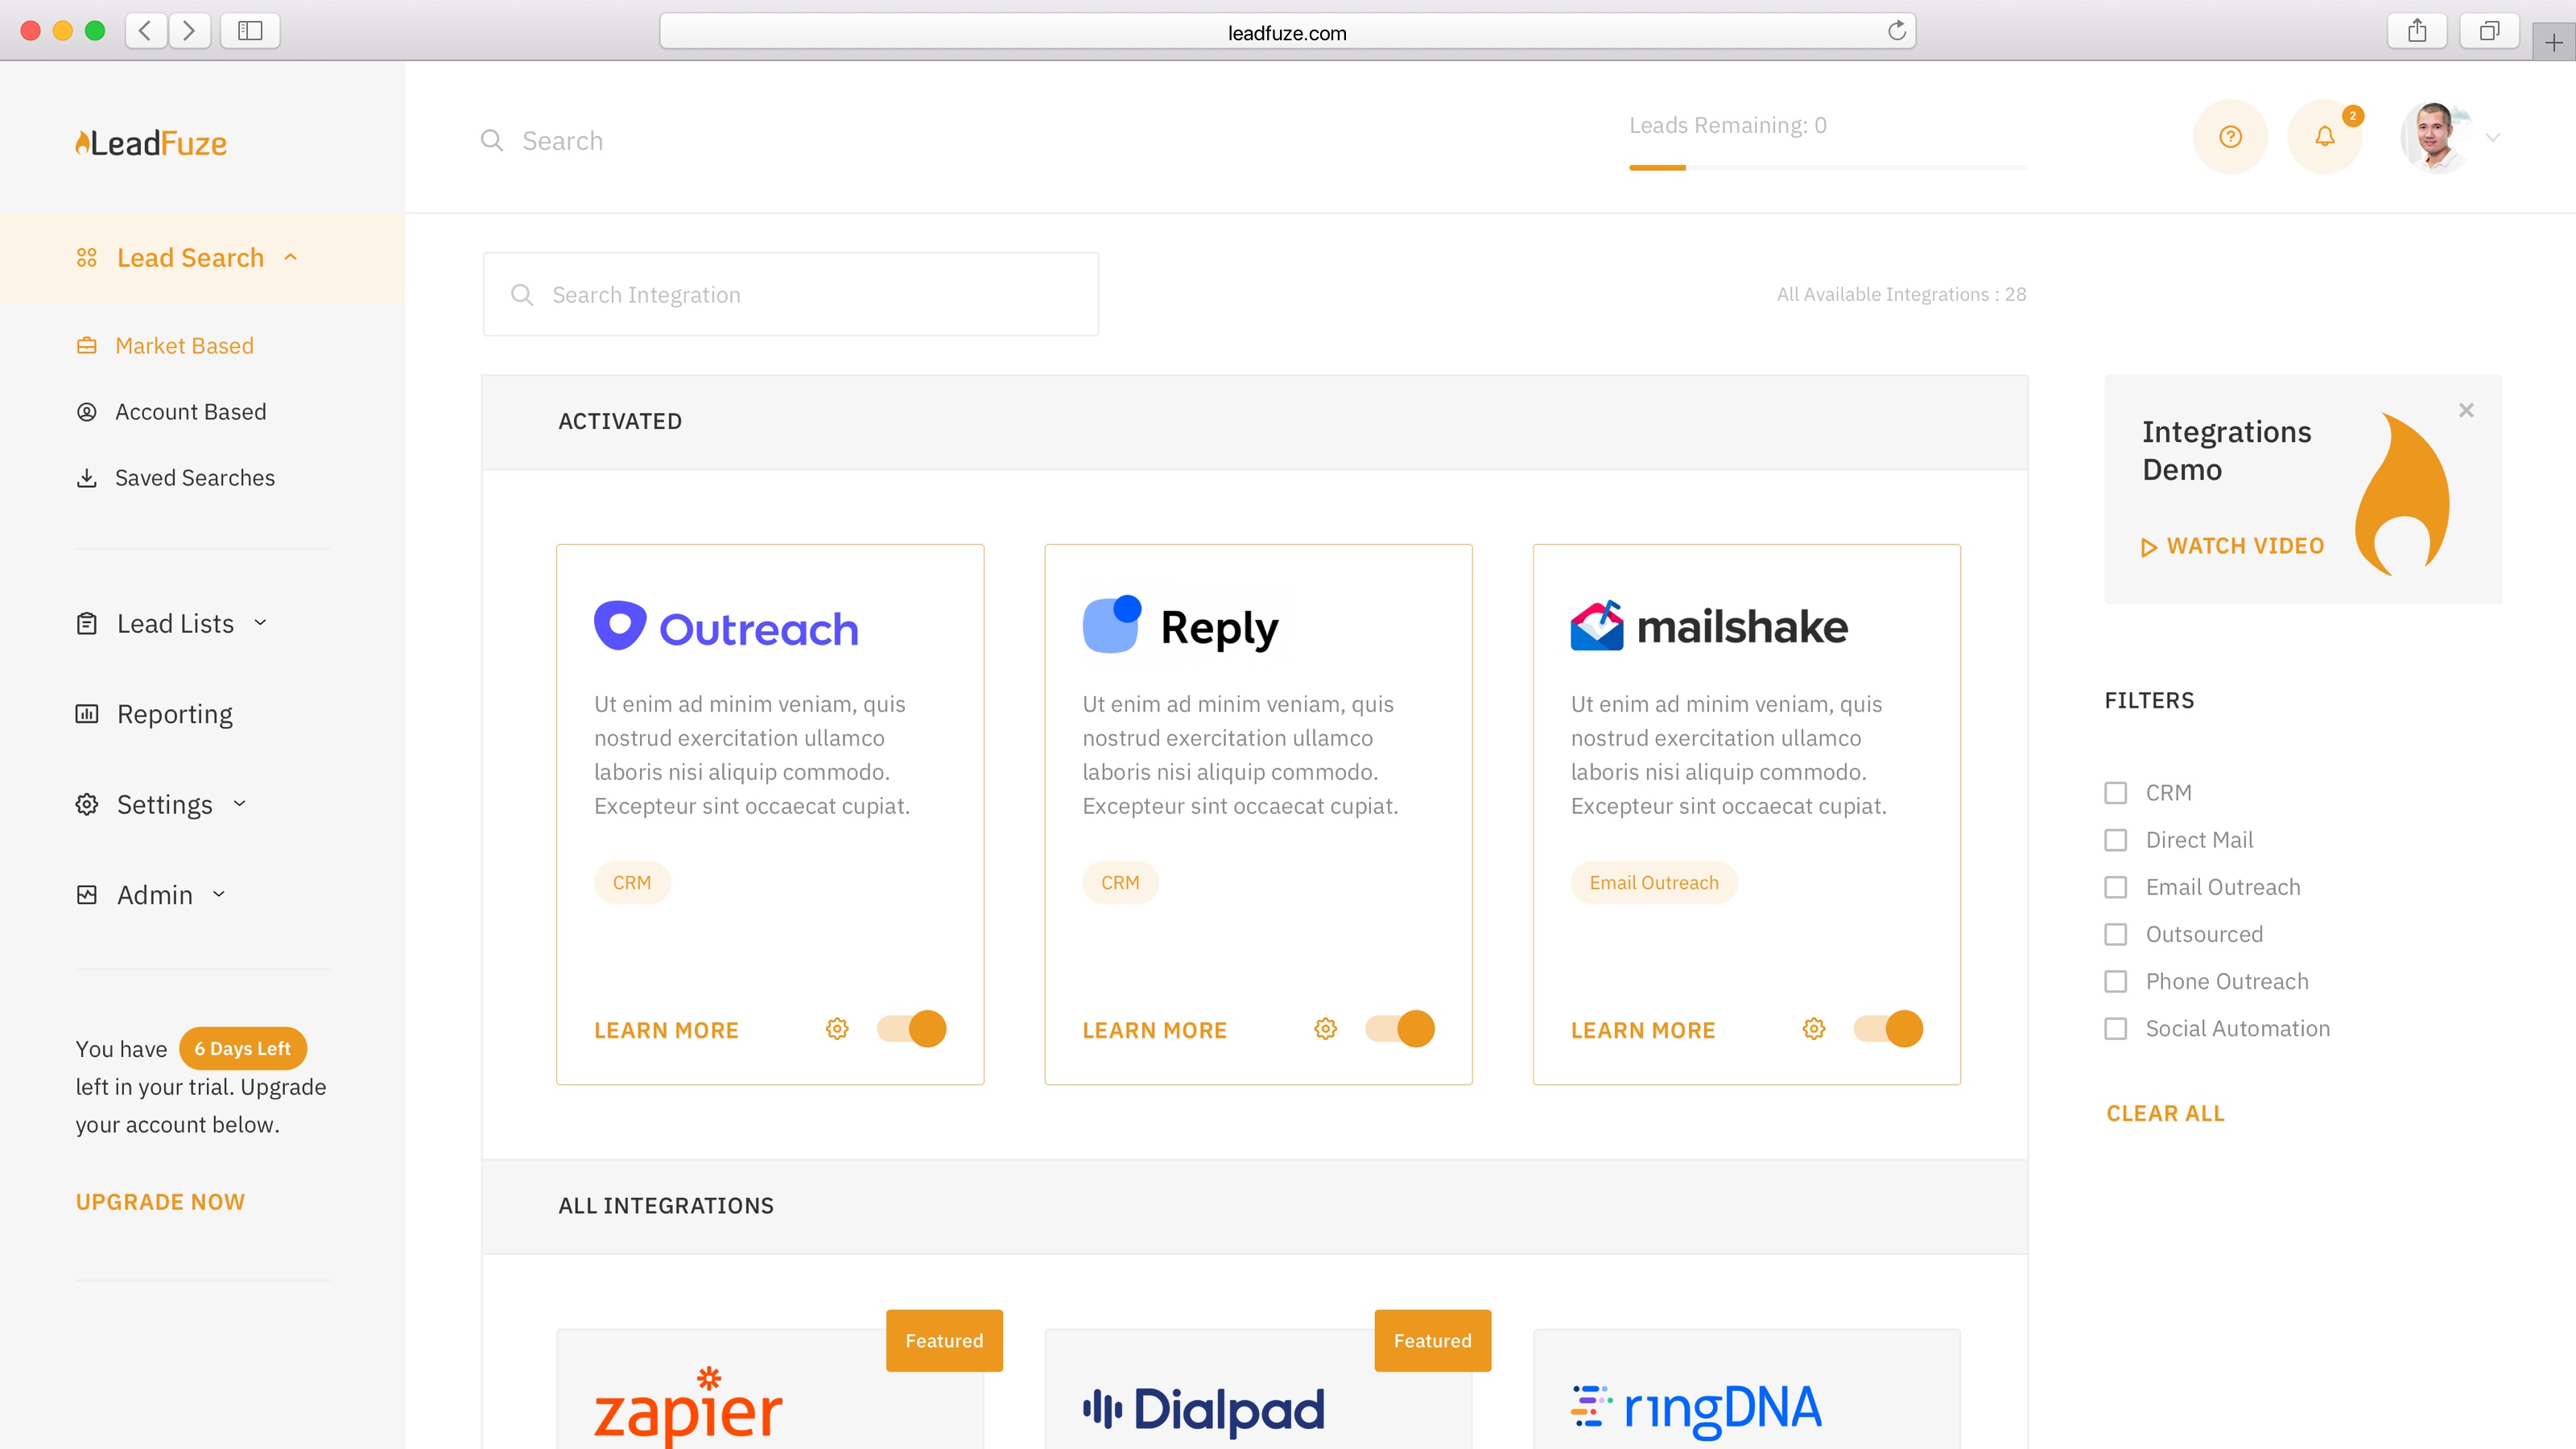 leadfuze.com
LeadFuze
Search
Leads Remaining: 0
2
Lead Search
Market Based
Account Based
Saved Searches
Lead Lists
Reporting
Settings
Admin
You have 6 Days Left
left in your trial. Upgrade
your account below.
UPGRADE NOW
Search Integration
All Available Integrations : 28
ACTIVATED
Outreach
Ut enim ad minim veniam, quis
nostrud exercitation ullamco
laboris nisi aliquip commodo.
Excepteur sint occaecat cupiat.
CRM
LEARN MORE
Reply
Ut enim ad minim veniam, quis
nostrud exercitation ullamco
laboris nisi aliquip commodo.
Excepteur sint occaecat cupiat.
CRM
LEARN MORE
mailshake
Ut enim ad minim veniam, quis
nostrud exercitation ullamco
laboris nisi aliquip commodo.
Excepteur sint occaecat cupiat.
Email Outreach
LEARN MORE
ALL INTEGRATIONS
Featured
zapier
Featured
Dialpad
ringDNA
Integrations
Demo
WATCH VIDEO
FILTERS
CRM
Direct Mail
Email Outreach
Outsourced
Phone Outreach
Social Automation
CLEAR ALL